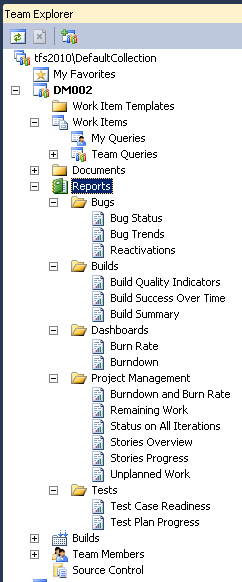 Team Explorer
tfs2010\DefaultCollection
My Favorites
DM002
Work Item Templates
Work Items
My Queries
Team Queries
Documents
Reports
Bugs
Bug Status
Bug Trends
Reactivations
Builds
Build Quality Indicators
Build Success Over Time
Build Summary
Dashboards
Burn Rate
Burndown
Project Management
Burndown and Burn Rate
Remaining Work
Status on All Iterations
Stories Overview
Stories Progress
Unplanned Work
Tests
Test Case Readiness
Test Plan Progress
Builds
Team Members
Source Control